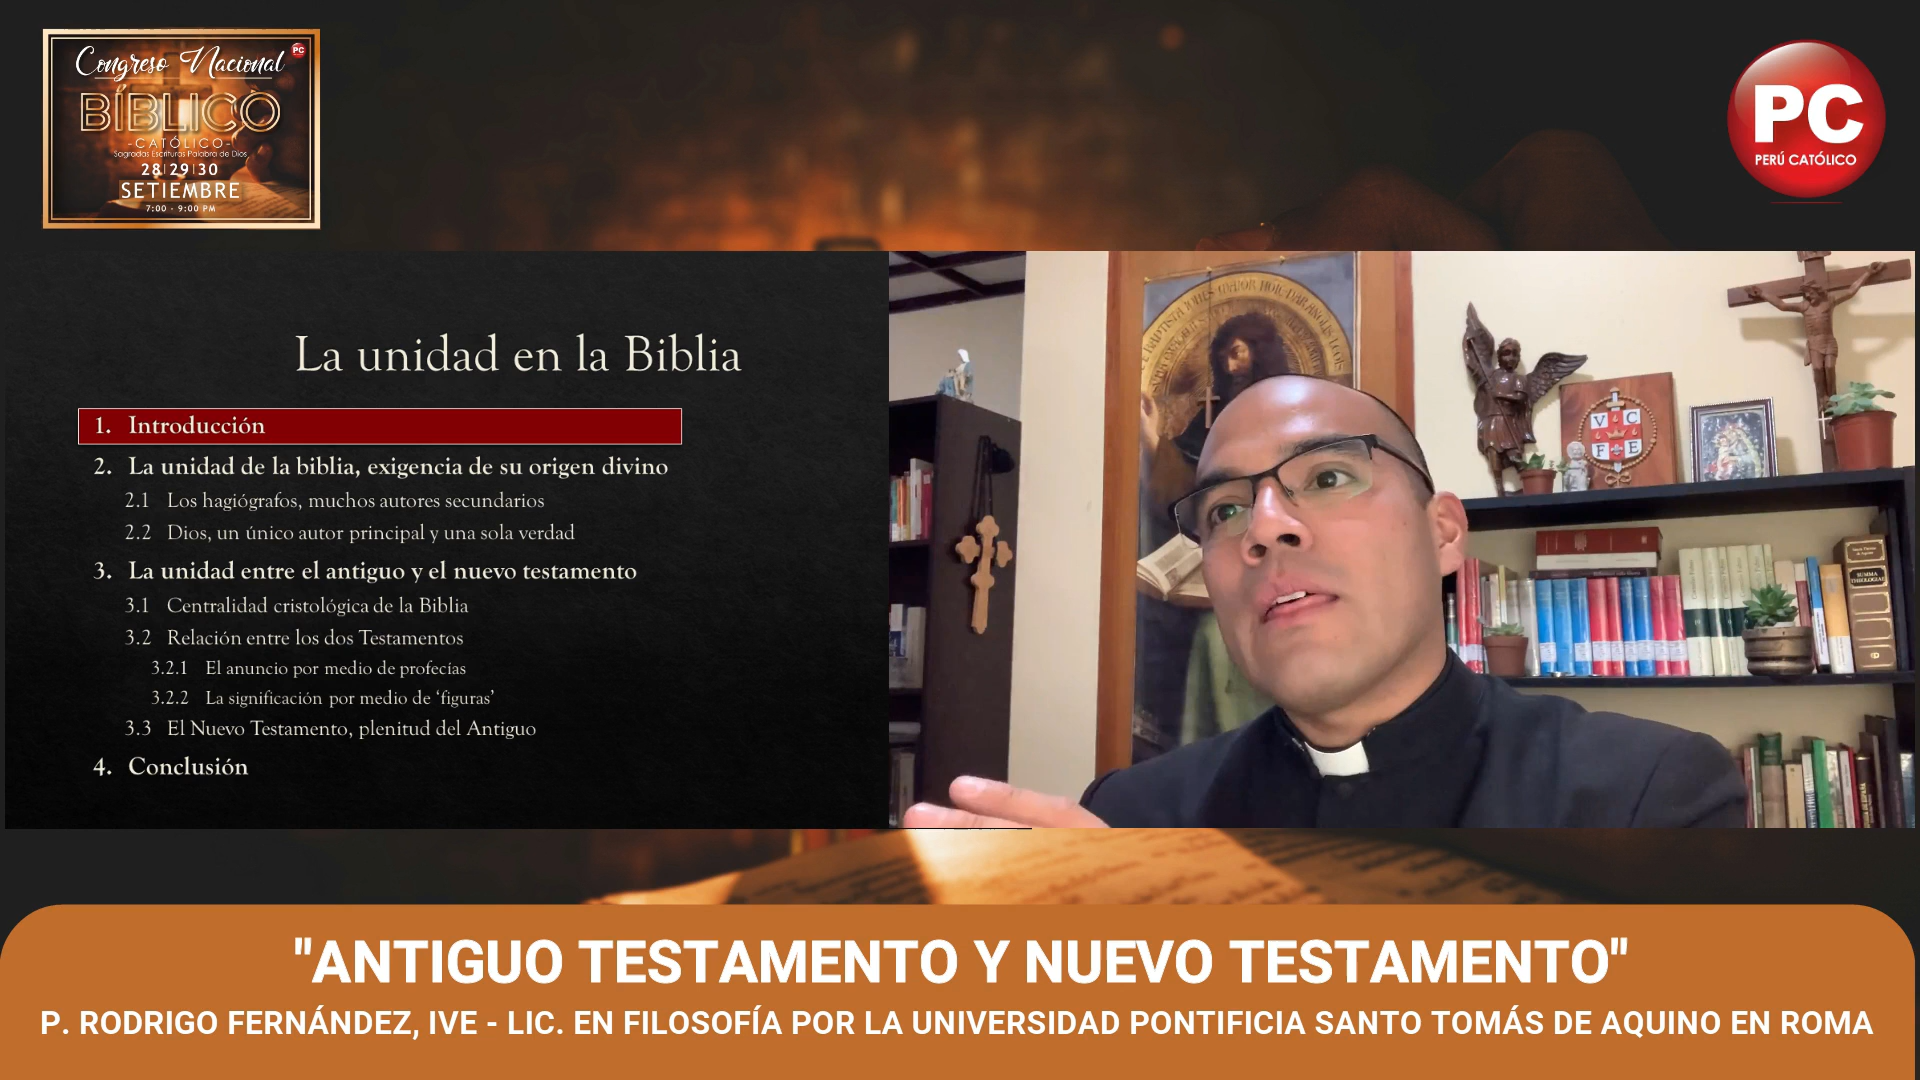 Congreso Nacional
PC
BÍBLICO
-CATÓLICO-
Sagradas Escrituras Palabra de Dios
28|29|30
SETIEMBRE
7:00 - 9:00 PM
PC
PERÚ CATÓLICO
La unidad en la Biblia
1. Introducción
2. La unidad de la biblia, exigencia de su origen divino
2.1 Los hagiógrafos, muchos autores secundarios
2.2 Dios, un único autor principal y una sola verdad
3. La unidad entre el antiguo y el nuevo testamento
3.1 Centralidad cristológica de la Biblia
3.2 Relación entre los dos Testamentos
3.2.1 El anuncio por medio de profecías
3.2.2 La significación por medio de ‘figuras’
3.3 El Nuevo Testamento, plenitud del Antiguo
4. Conclusión
V C
F E
SUMMA
THEOLOGIAE
"ANTIGUO TESTAMENTO Y NUEVO TESTAMENTO"
P. RODRIGO FERNÁNDEZ, IVE - LIC. EN FILOSOFÍA POR LA UNIVERSIDAD PONTIFICIA SANTO TOMÁS DE AQUINO EN ROMA